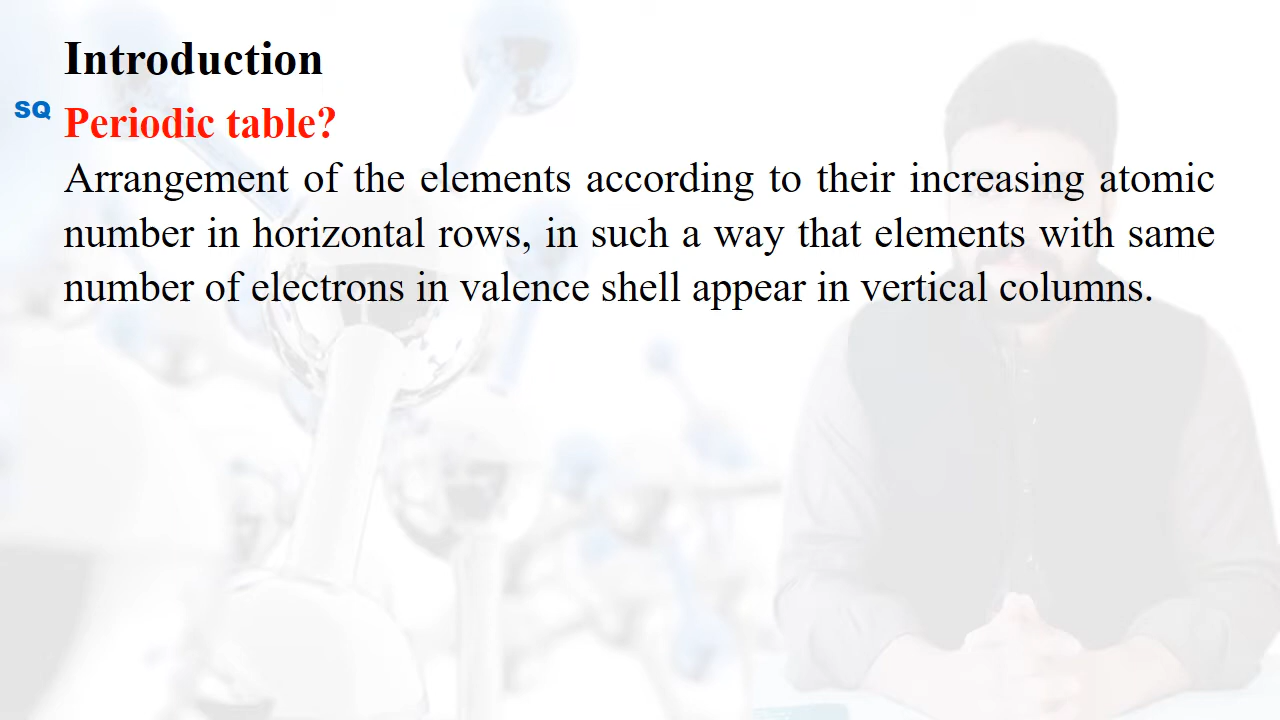 Introduction
SQ
Periodic table?
Arrangement of the elements according to their increasing atomic
number in horizontal rows, in such a way that elements with same
number of electrons in valence shell appear in vertical columns.